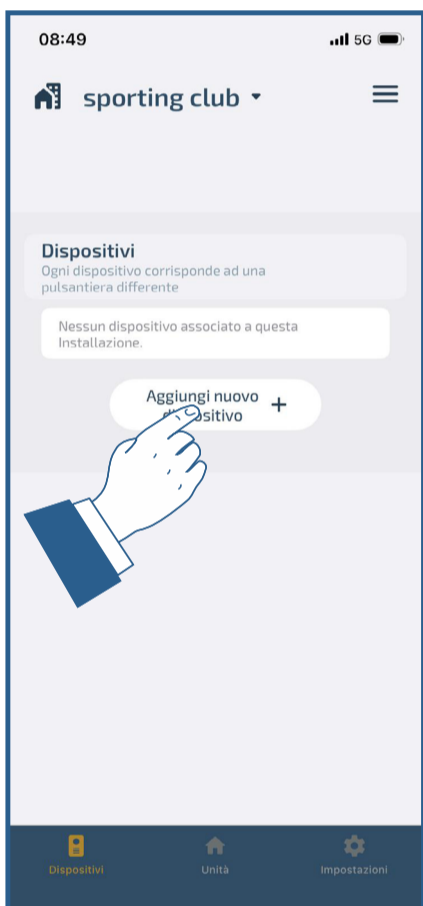 08:49
5G
sporting club
Dispositivi
Ogni dispositivo corrisponde ad una
pulsantiera differente
Nessun dispositivo associato a questa
Installazione.
Aggiungi nuovo
+
Dispositivi
Unità
Impostazioni